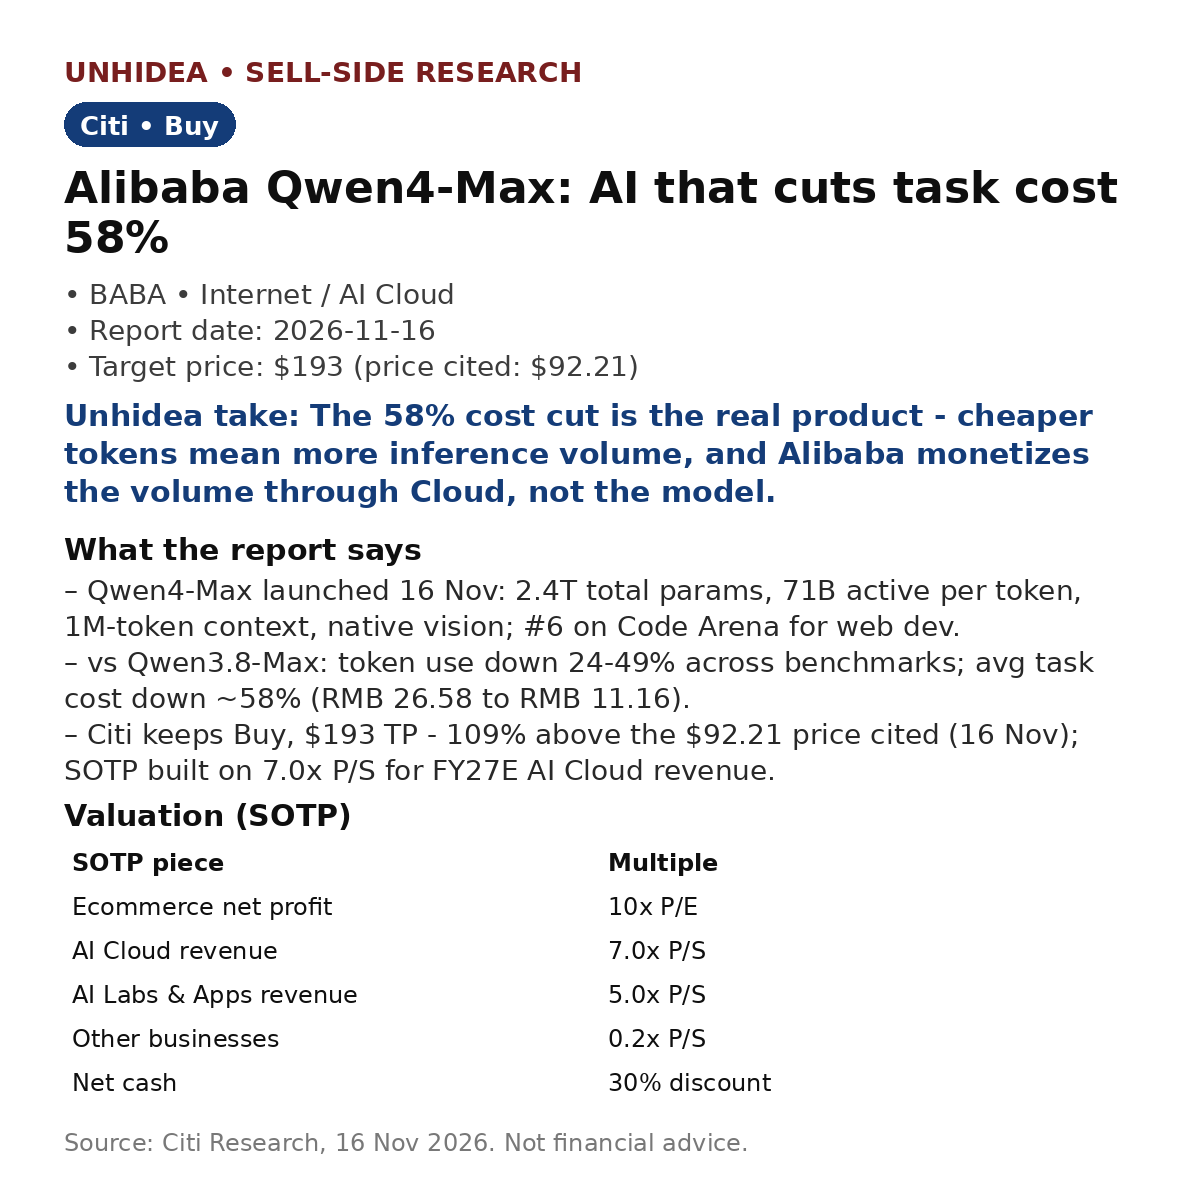 UNHIDEA • SELL-SIDE RESEARCH
Citi • Buy
Alibaba Qwen4-Max: AI that cuts task cost
58%
• BABA • Internet / AI Cloud
• Report date: 2026-11-16
• Target price: $193 (price cited: $92.21)
Unhidea take: The 58% cost cut is the real product - cheaper
tokens mean more inference volume, and Alibaba monetizes
the volume through Cloud, not the model.
What the report says
– Qwen4-Max launched 16 Nov: 2.4T total params, 71B active per token,
1M-token context, native vision; #6 on Code Arena for web dev.
– vs Qwen3.8-Max: token use down 24-49% across benchmarks; avg task
cost down ~58% (RMB 26.58 to RMB 11.16).
– Citi keeps Buy, $193 TP - 109% above the $92.21 price cited (16 Nov);
SOTP built on 7.0x P/S for FY27E AI Cloud revenue.
Valuation (SOTP)
SOTP piece Multiple
Ecommerce net profit 10x P/E
AI Cloud revenue 7.0x P/S
AI Labs & Apps revenue 5.0x P/S
Other businesses 0.2x P/S
Net cash 30% discount
Source: Citi Research, 16 Nov 2026. Not financial advice.